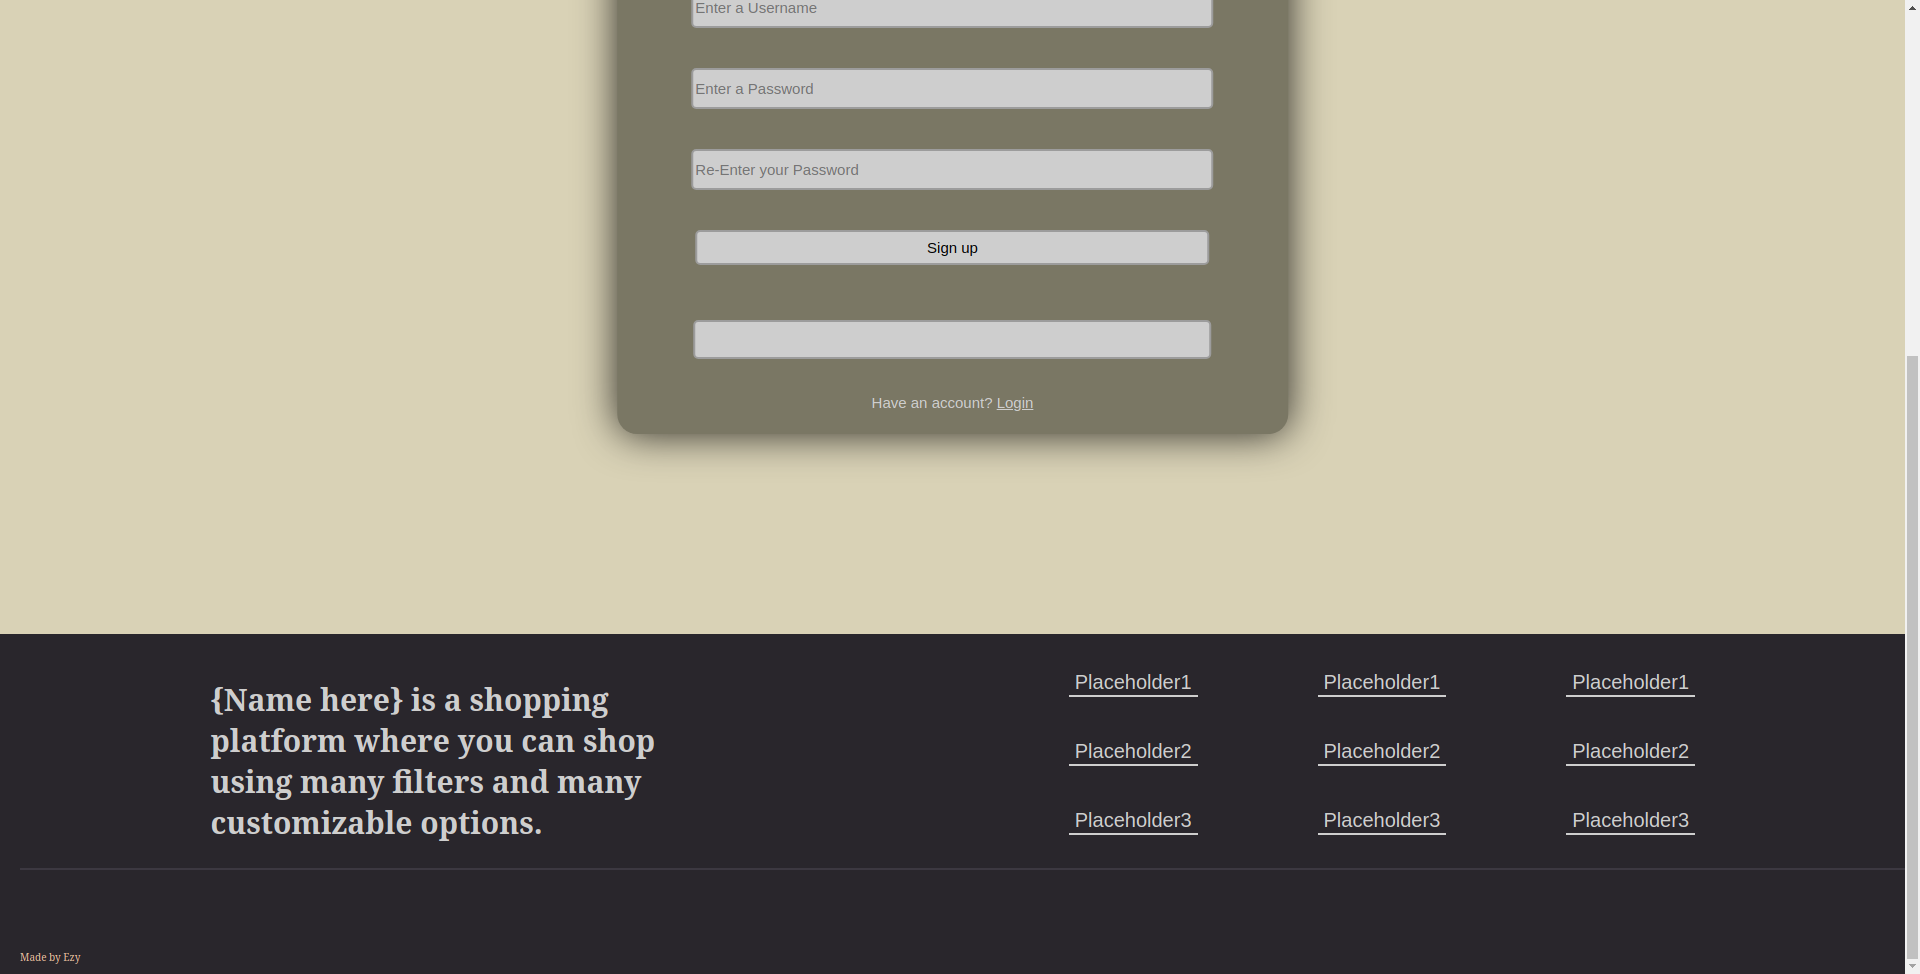 Enter a Username
Enter a Password
Re-Enter your Password
Sign up
Have an account? Login
{Name here} is a shopping
platform where you can shop
using many filters and many
customizable options.
Placeholder1 Placeholder1 Placeholder1
Placeholder2 Placeholder2 Placeholder2
Placeholder3 Placeholder3 Placeholder3
Made by Ezy